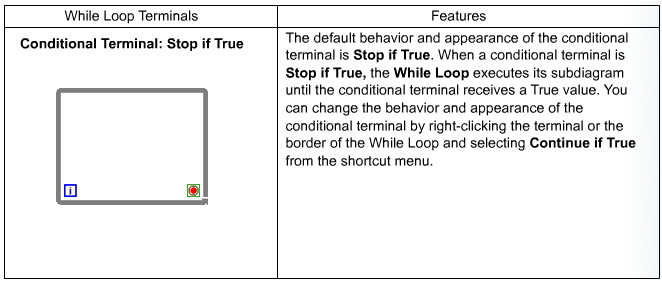 While Loop Terminals
Features
Conditional Terminal: Stop if True
i
The default behavior and appearance of the conditional
terminal is Stop if True. When a conditional terminal is
Stop if True, the While Loop executes its subdiagram
until the conditional terminal receives a True value. You
can change the behavior and appearance of the
conditional terminal by right-clicking the terminal or the
border of the While Loop and selecting Continue if True
from the shortcut menu.